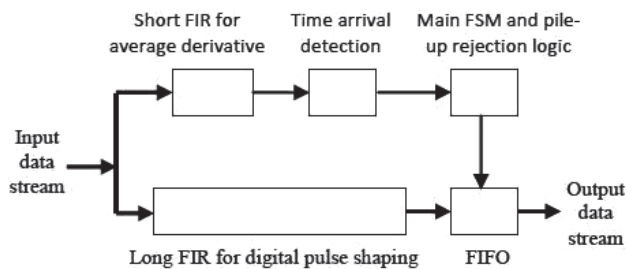 Short FIR for
average derivative
Time arrival
detection
Main FSM and pile-
up rejection logic
Input
data
stream
Output
data
stream
Long FIR for digital pulse shaping
FIFO